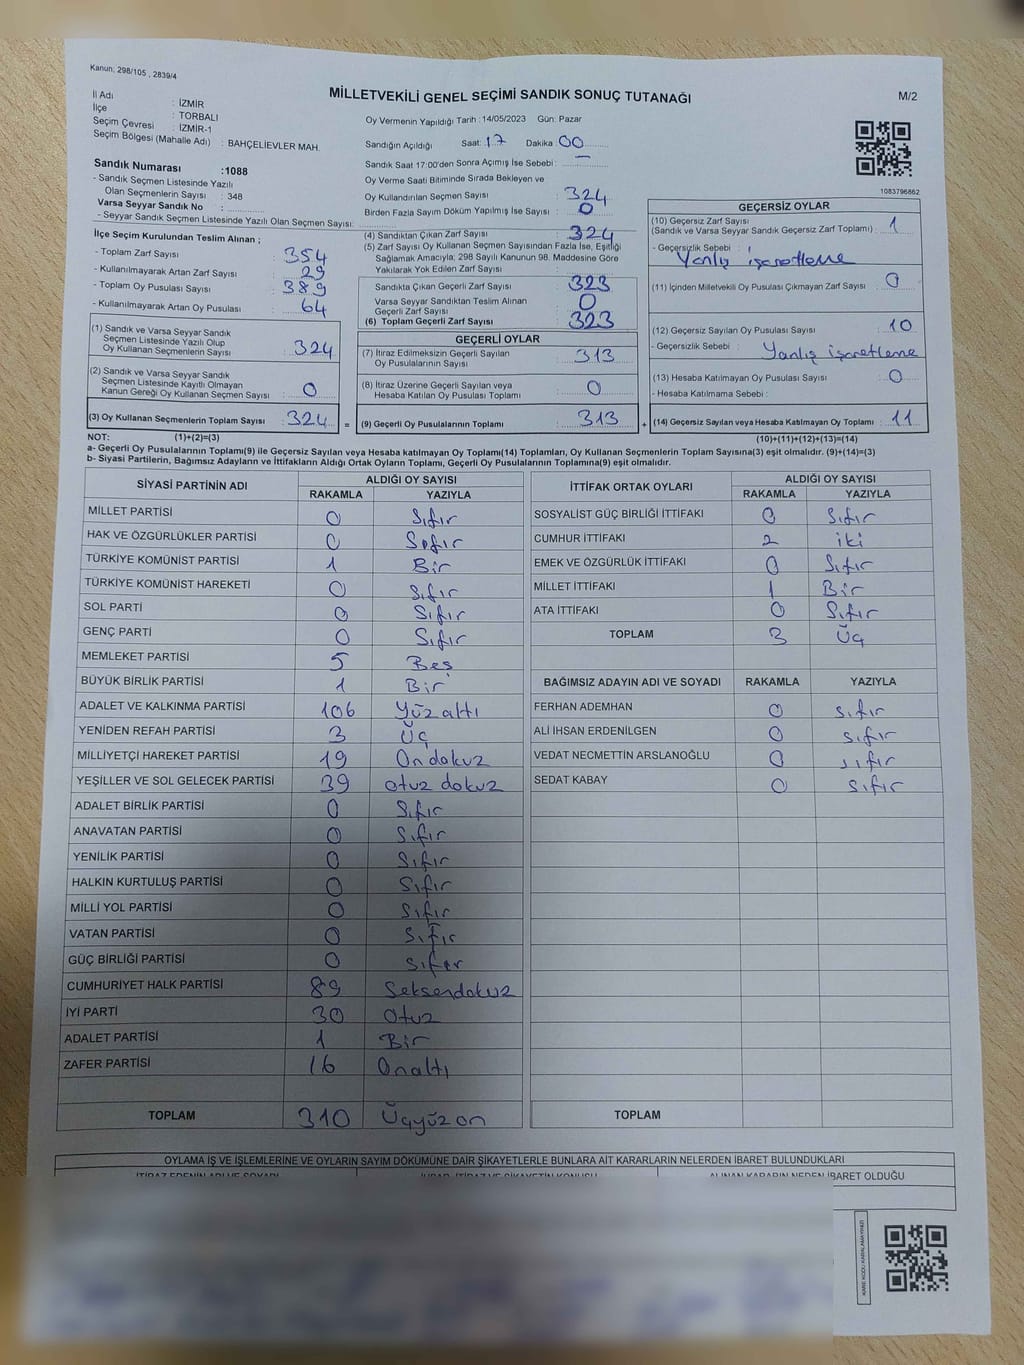 Kanun; 298/105 , 2839/4
MİLLETVEKİLİ GENEL SEÇİMİ SANDIK SONUÇ TUTANAĞI
M/2
İl Adı : İZMİR
İlçe : TORBALI
Seçim Çevresi : İZMİR-1
Seçim Bölgesi (Mahalle Adı) : BAHÇELİEVLER MAH.
Sandık Numarası :1088
- Sandık Seçmen Listesinde Yazılı
Olan Seçmenlerin Sayısı : 348
Varsa Seyyar Sandık No :
- Seyyar Sandık Seçmen Listesinde Yazılı Olan Seçmen Sayısı:
Oy Vermenin Yapıldığı Tarih : 14/05/2023 Gün: Pazar
Sandığın Açıldığı Saat: 17 Dakika : 00
Sandık Saat 17:00'den Sonra Açımış İse Sebebi : —
Oy Verme Saati Bitiminde Sırada Bekleyen ve
Oy Kullandırılan Seçmen Sayısı : 324
Birden Fazla Sayım Döküm Yapılmış İse Sayısı : 0
1083796862
İlçe Seçim Kurulundan Teslim Alınan ;
- Toplam Zarf Sayısı : 354
- Kullanılmayarak Artan Zarf Sayısı : 29
- Toplam Oy Pusulası Sayısı : 389
- Kullanılmayarak Artan Oy Pusulası : 64
(1) Sandık ve Varsa Seyyar Sandık
Seçmen Listesinde Yazılı Olup
Oy Kullanan Seçmenlerin Sayısı : 324
(2) Sandık ve Varsa Seyyar Sandık
Seçmen Listesinde Kayıtlı Olmayan
Kanun Gereği Oy Kullanan Seçmen Sayısı : 0
(3) Oy Kullanan Seçmenlerin Toplam Sayısı : 324 =
(4) Sandıktan Çıkan Zarf Sayısı : 324
(5) Zarf Sayısı Oy Kullanan Seçmen Sayısından Fazla İse, Eşitliği
Sağlamak Amacıyla; 298 Sayılı Kanunun 98. Maddesine Göre
Yakılarak Yok Edilen Zarf Sayısı :
Sandıkta Çıkan Geçerli Zarf Sayısı : 323
Varsa Seyyar Sandıktan Teslim Alınan
Geçerli Zarf Sayısı : 0
(6) Toplam Geçerli Zarf Sayısı : 323
GEÇERLİ OYLAR
(7) İtiraz Edilmeksizin Geçerli Sayılan
Oy Pusulalarının Sayısı : 313
(8) İtiraz Üzerine Geçerli Sayılan veya
Hesaba Katılan Oy Pusulası Toplamı : 0
(9) Geçerli Oy Pusulalarının Toplamı : 313 +
GEÇERSİZ OYLAR
(10) Geçersiz Zarf Sayısı
(Sandık ve Varsa Seyyar Sandık Geçersiz Zarf Toplamı) : 1
- Geçersizlik Sebebi :
Yanlış işaretleme
(11) İçinden Milletvekili Oy Pusulası Çıkmayan Zarf Sayısı : 0
(12) Geçersiz Sayılan Oy Pusulası Sayısı : 10
- Geçersizlik Sebebi : Yanlış işaretleme
(13) Hesaba Katılmayan Oy Pusulası Sayısı : 0
- Hesaba Katılmama Sebebi :
(14) Geçersiz Sayılan veya Hesaba Katılmayan Oy Toplamı : 11
NOT: (1)+(2)=(3) (10)+(11)+(12)+(13)=(14)
a- Geçerli Oy Pusulalarının Toplamı(9) ile Geçersiz Sayılan veya Hesaba katılmayan Oy Toplamı(14) Toplamları, Oy Kullanan Seçmenlerin Toplam Sayısına(3) eşit olmalıdır. (9)+(14)=(3)
b- Siyasi Partilerin, Bağımsız Adayların ve İttifakların Aldığı Ortak Oyların Toplamı, Geçerli Oy Pusulalarının Toplamına(9) eşit olmalıdır.
SİYASİ PARTİNİN ADI ALDIĞI OY SAYISI
RAKAMLA YAZIYLA
MİLLET PARTİSİ 0 Sıfır
HAK VE ÖZGÜRLÜKLER PARTİSİ 0 Sıfır
TÜRKİYE KOMÜNİST PARTİSİ 1 Bir
TÜRKİYE KOMÜNİST HAREKETİ 0 Sıfır
SOL PARTİ 0 Sıfır
GENÇ PARTİ 0 Sıfır
MEMLEKET PARTİSİ 5 Beş
BÜYÜK BİRLİK PARTİSİ 1 Bir
ADALET VE KALKINMA PARTİSİ 106 Yüzaltı
YENİDEN REFAH PARTİSİ 3 Üç
MİLLİYETÇİ HAREKET PARTİSİ 19 Ondokuz
YEŞİLLER VE SOL GELECEK PARTİSİ 39 otuz dokuz
ADALET BİRLİK PARTİSİ 0 Sıfır
ANAVATAN PARTİSİ 0 Sıfır
YENİLİK PARTİSİ 0 Sıfır
HALKIN KURTULUŞ PARTİSİ 0 Sıfır
MİLLİ YOL PARTİSİ 0 Sıfır
VATAN PARTİSİ 0 Sıfır
GÜÇ BİRLİĞİ PARTİSİ 0 Sıfır
CUMHURİYET HALK PARTİSİ 89 Seksendokuz
İYİ PARTİ 30 Otuz
ADALET PARTİSİ 1 Bir
ZAFER PARTİSİ 16 Onaltı
TOPLAM 310 Üçyüzon
İTTİFAK ORTAK OYLARI ALDIĞI OY SAYISI
RAKAMLA YAZIYLA
SOSYALİST GÜÇ BİRLİĞİ İTTİFAKI 0 Sıfır
CUMHUR İTTİFAKI 2 iki
EMEK VE ÖZGÜRLÜK İTTİFAKI 0 Sıfır
MİLLET İTTİFAKI 1 Bir
ATA İTTİFAKI 0 Sıfır
TOPLAM 3 Üç
BAĞIMSIZ ADAYIN ADI VE SOYADI RAKAMLA YAZIYLA
FERHAN ADEMHAN 0 sıfır
ALİ İHSAN ERDENİLGEN 0 sıfır
VEDAT NECMETTİN ARSLANOĞLU 0 sıfır
SEDAT KABAY 0 sıfır
TOPLAM
OYLAMA İŞ VE İŞLEMLERİNE VE OYLARIN SAYIM DÖKÜMÜNE DAİR ŞİKAYETLERLE BUNLARA AİT KARARLARIN NELERDEN İBARET BULUNDUKLARI
İTİRAZ EDENİN ADI VE SOYADI İHBAR, İTİRAZ VE ŞİKAYETİN KONUSU ALINAN KARARIN NEDEN İBARET OLDUĞU
KARE KODU KARALAMAYINIZ!